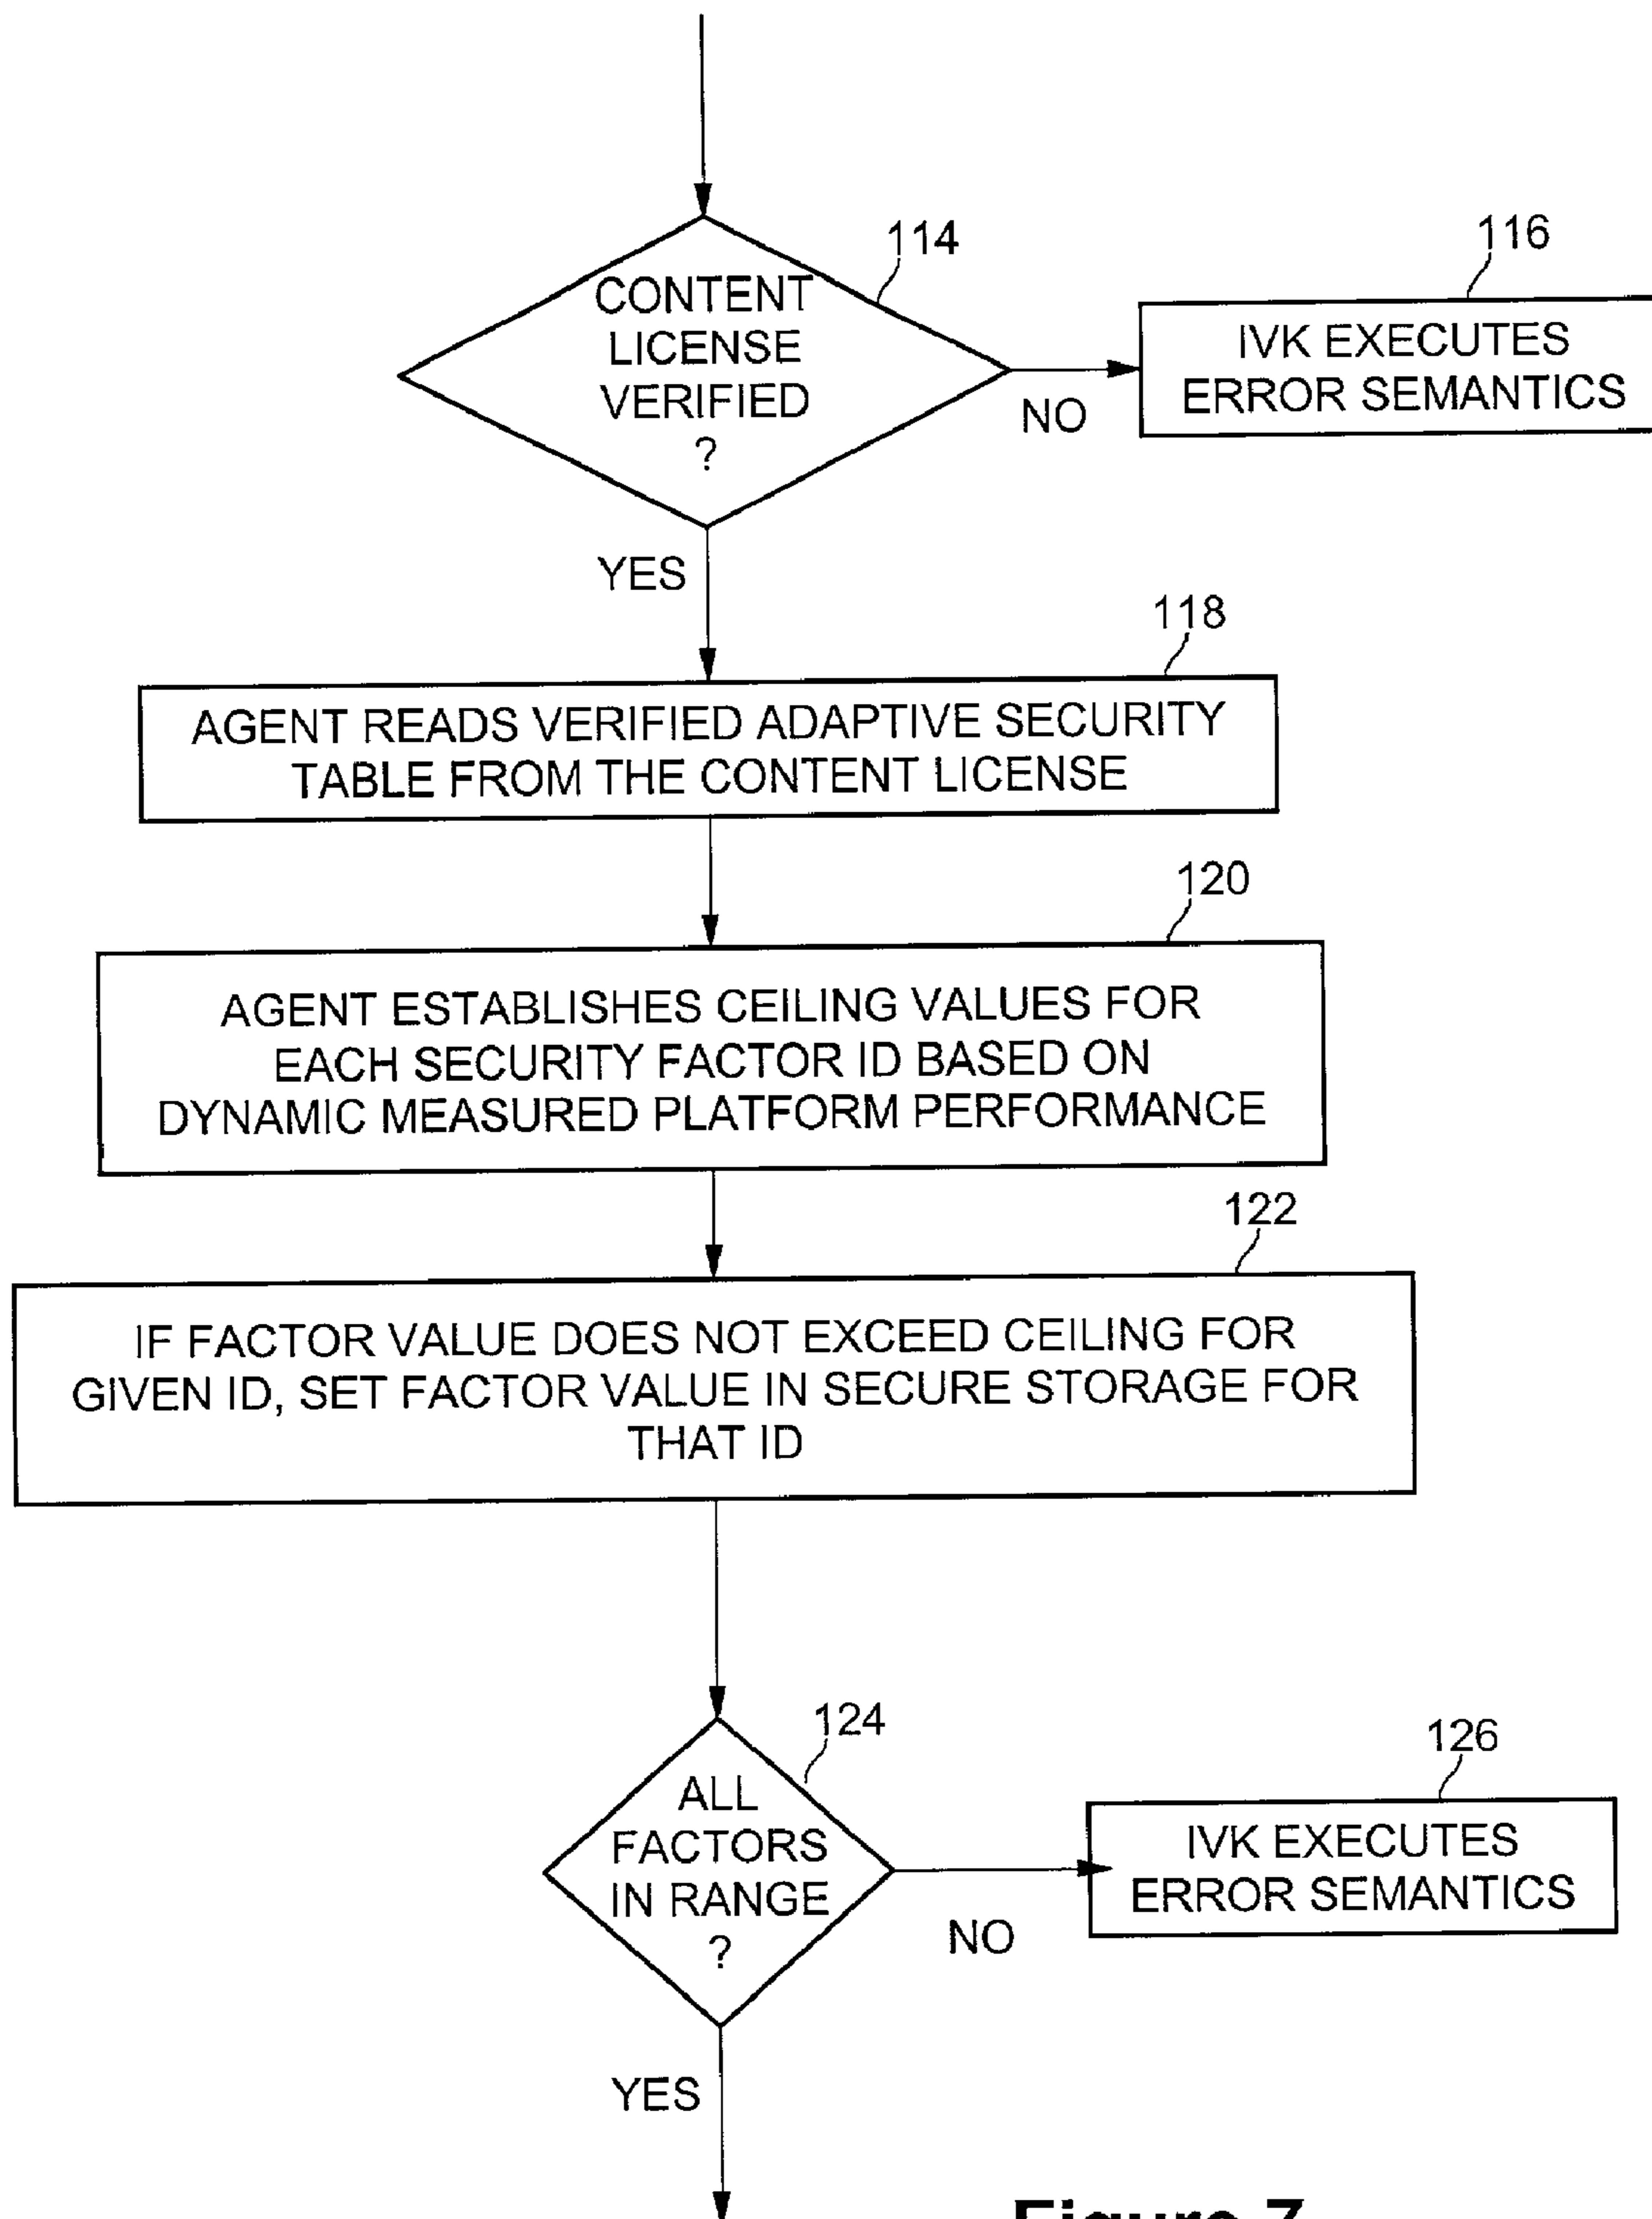 114
CONTENT
LICENSE
VERIFIED
?
116
IVK EXECUTES
ERROR SEMANTICS
NO
YES
118
AGENT READS VERIFIED ADAPTIVE SECURITY
TABLE FROM THE CONTENT LICENSE
120
AGENT ESTABLISHES CEILING VALUES FOR
EACH SECURITY FACTOR ID BASED ON
DYNAMIC MEASURED PLATFORM PERFORMANCE
122
IF FACTOR VALUE DOES NOT EXCEED CEILING FOR
GIVEN ID, SET FACTOR VALUE IN SECURE STORAGE FOR
THAT ID
124
ALL
FACTORS
IN RANGE
?
126
IVK EXECUTES
ERROR SEMANTICS
NO
YES
Figure 7